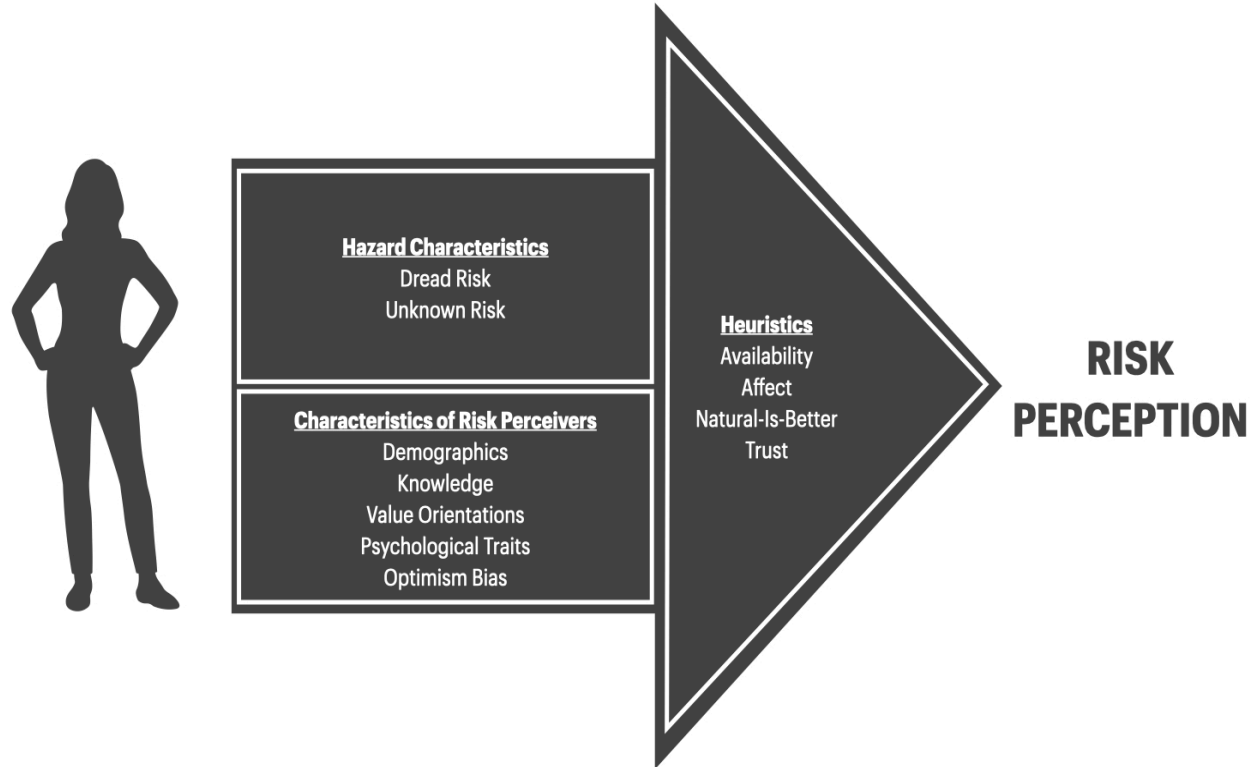 Hazard Characteristics
Dread Risk
Unknown Risk
Characteristics of Risk Perceivers
Demographics
Knowledge
Value Orientations
Psychological Traits
Optimism Bias
Heuristics
Availability
Affect
Natural-Is-Better
Trust
RISK
PERCEPTION